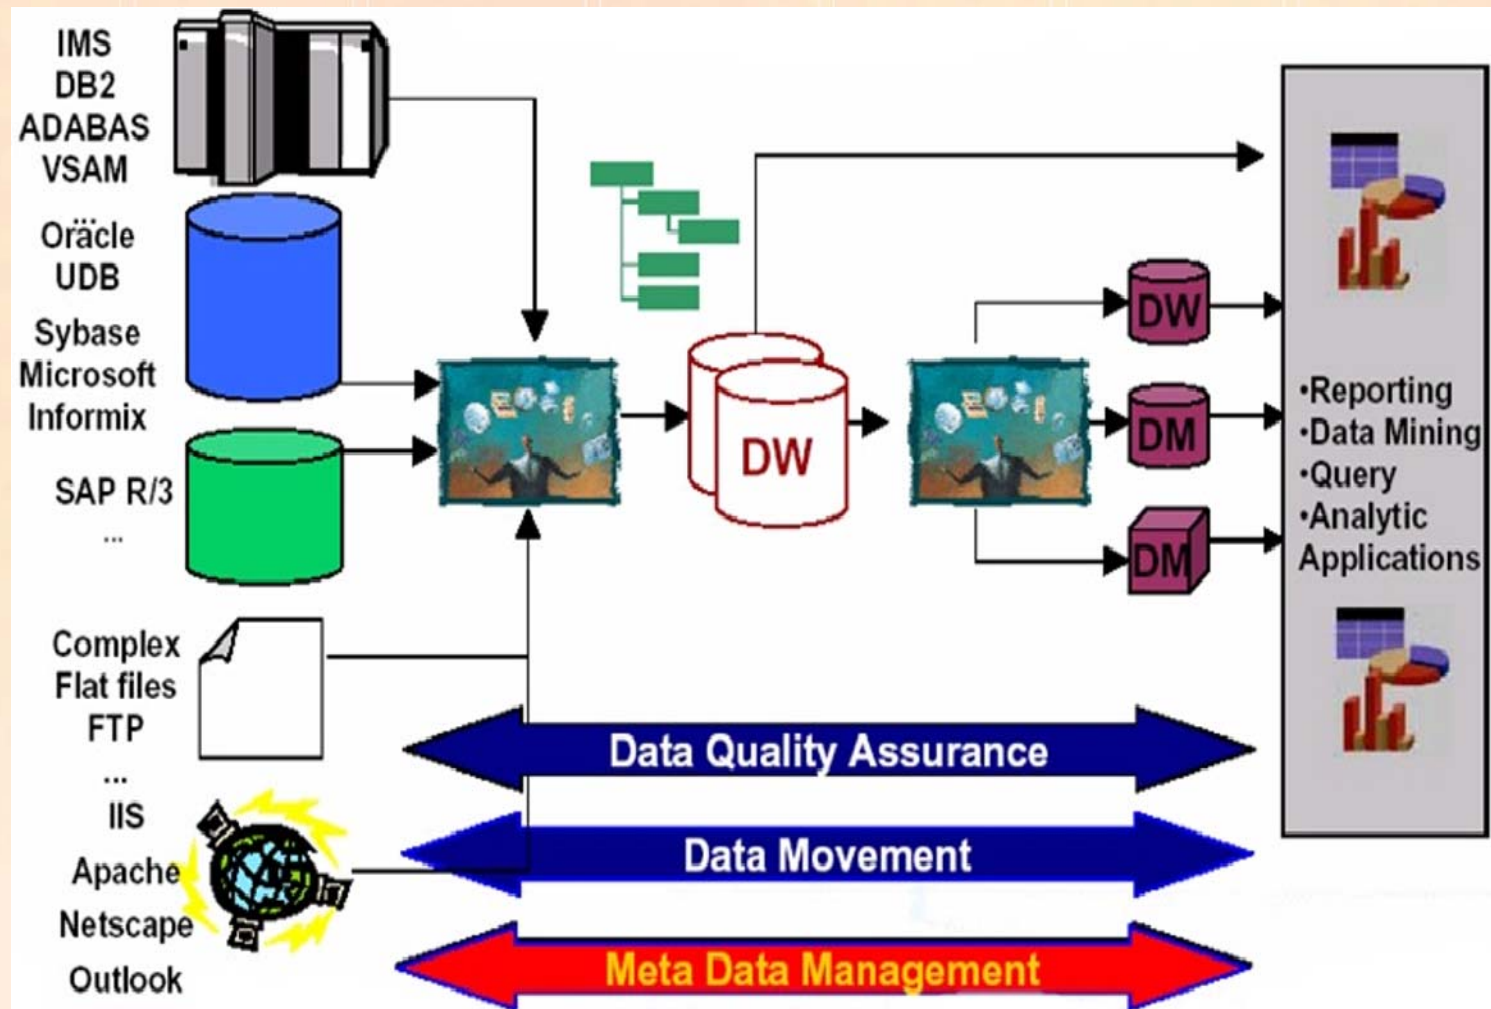 IMS
DB2
ADABAS
VSAM
...
Oräcle
UDB
Sybase
Microsoft
Informix
SAP R/3
...
Complex
Flat files
FTP
...
IIS
Apache
Netscape
Outlook
DW
DW
DM
DM
•Reporting
•Data Mining
•Query
•Analytic
Applications
Data Quality Assurance
Data Movement
Meta Data Management